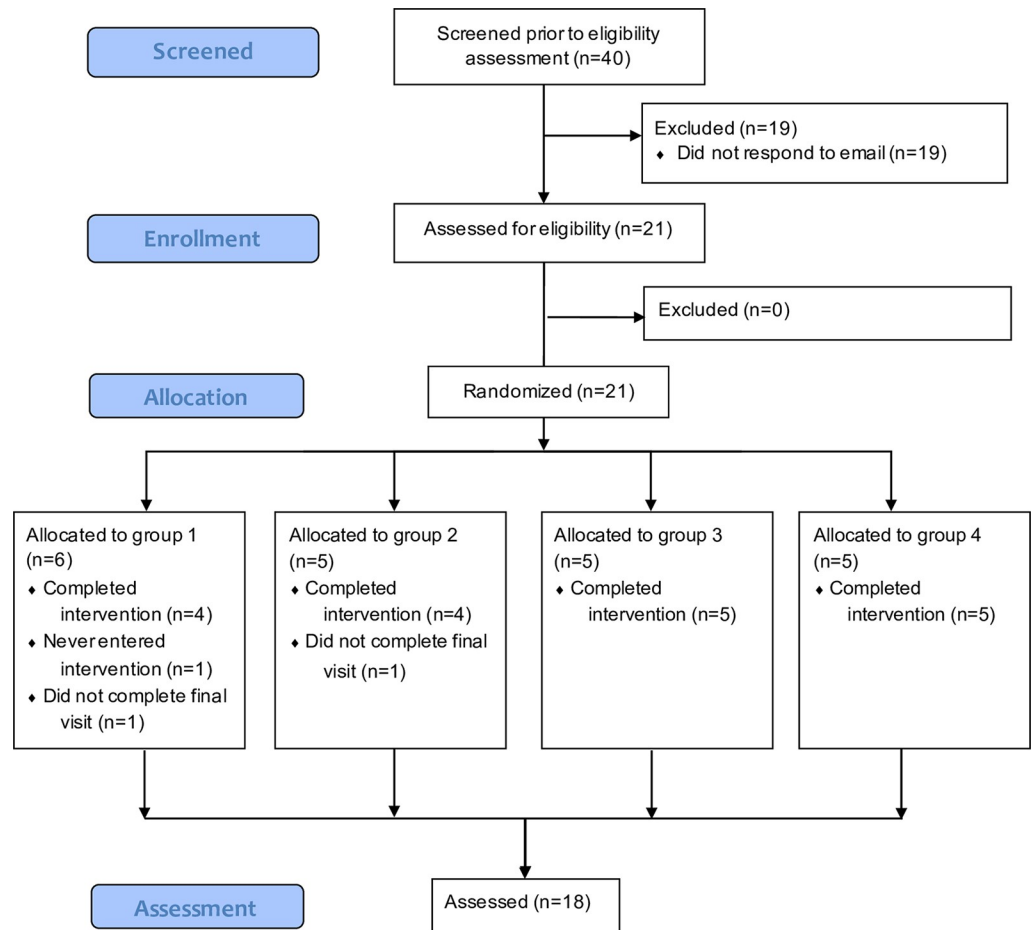 Screened
Screened prior to eligibility
assessment (n=40)
Excluded (n=19)
♦ Did not respond to email (n=19)
Enrollment
Assessed for eligibility (n=21)
Excluded (n=0)
Allocation
Randomized (n=21)
Allocated to group 1
(n=6)
♦ Completed
intervention (n=4)
♦ Never entered
intervention (n=1)
♦ Did not complete final
visit (n=1)
Allocated to group 2
(n=5)
♦ Completed
intervention (n=4)
♦ Did not complete final
visit (n=1)
Allocated to group 3
(n=5)
♦ Completed
intervention (n=5)
Allocated to group 4
(n=5)
♦ Completed
intervention (n=5)
Assessment
Assessed (n=18)